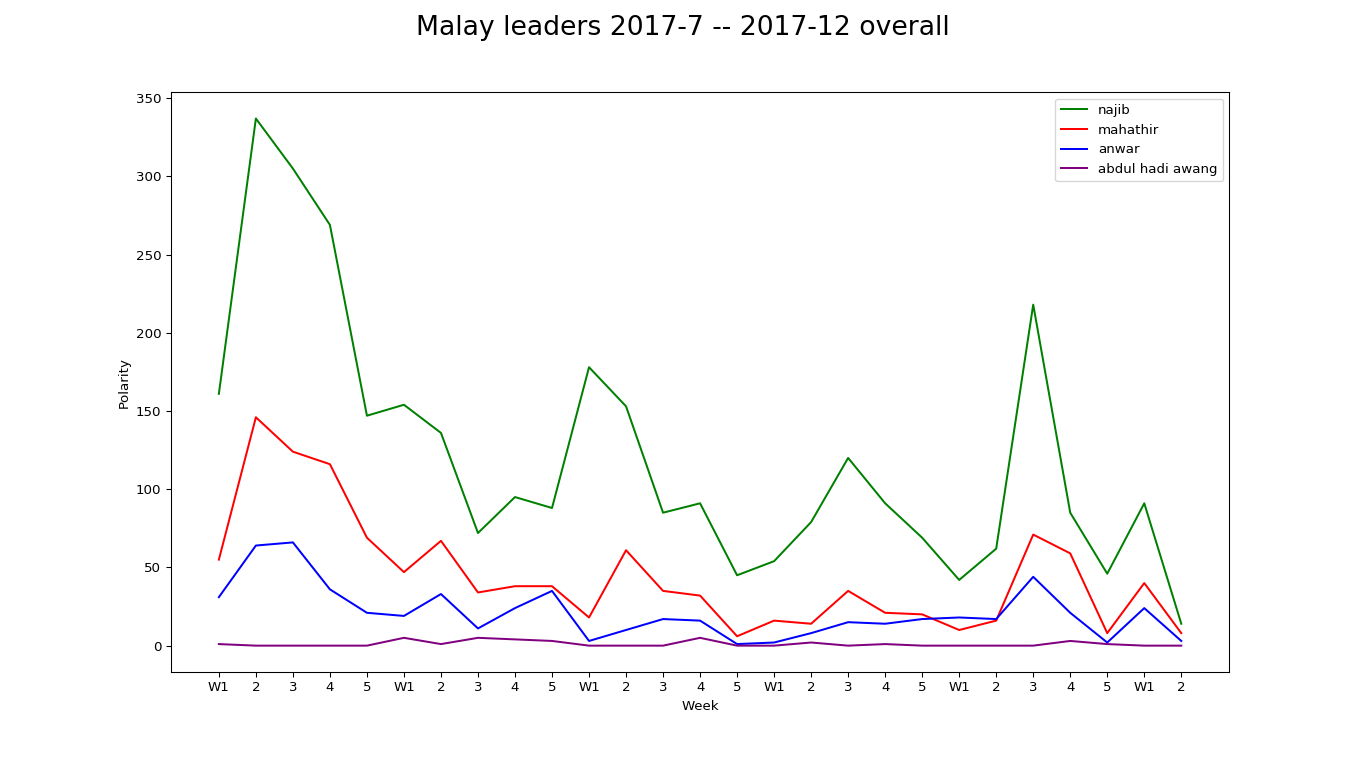 Malay leaders 2017-7 -- 2017-12 overall
najib
mahathir
anwar
abdul hadi awang
350
300
250
200
150
100
50
0
Polarity
W1 2 3 4 5 W1 2 3 4 5 W1 2 3 4 5 W1 2 3 4 5 W1 2 3 4 5 W1 2
Week